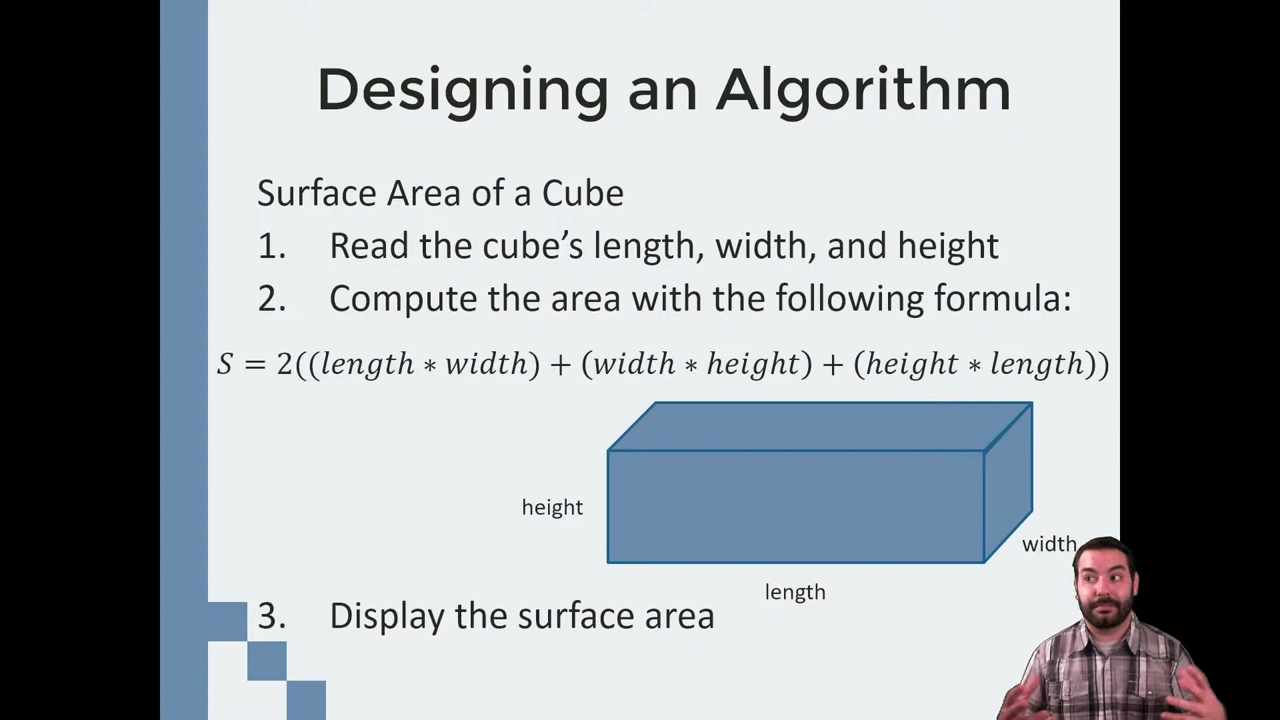 Designing an Algorithm
Surface Area of a Cube
1. Read the cube’s length, width, and height
2. Compute the area with the following formula:
S = 2((length ∗ width) + (width ∗ height) + (height ∗ length))
height
width
length
3. Display the surface area